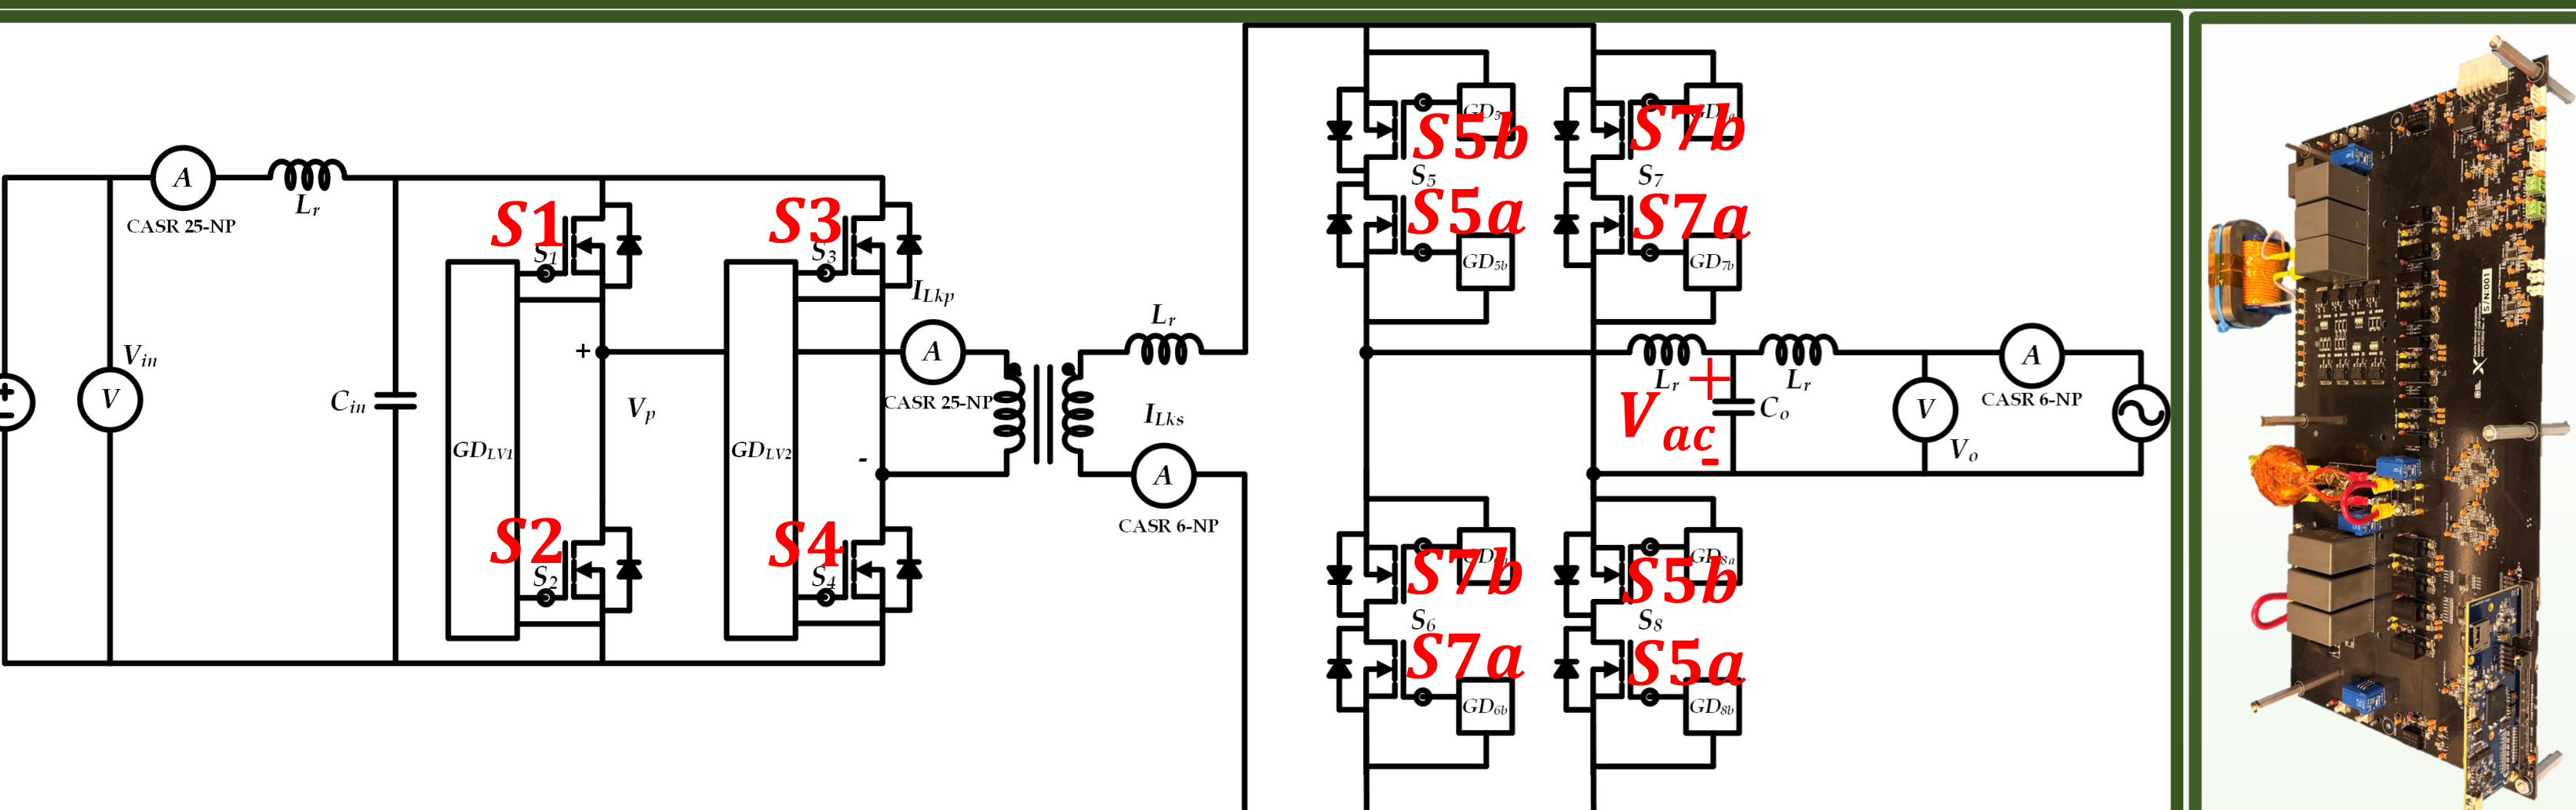 A
CASR 25-NP
Lr
Vin
V
Cin
S1
S1
S3
S3
GDLV1
GDLV2
S2
S2
S4
S4
+
Vp
-
ILkp
A
CASR 25-NP
Lr
ILks
A
CASR 6-NP
S5b
S5
S5a
GD5b
S7b
S7
S7a
GD7b
Lr
Lr
+
Vac
-
Co
V
Vo
A
CASR 6-NP
S7b
S6
S7a
GD6b
S5b
GD8a
S8
S5a
GD8b
S/N:001